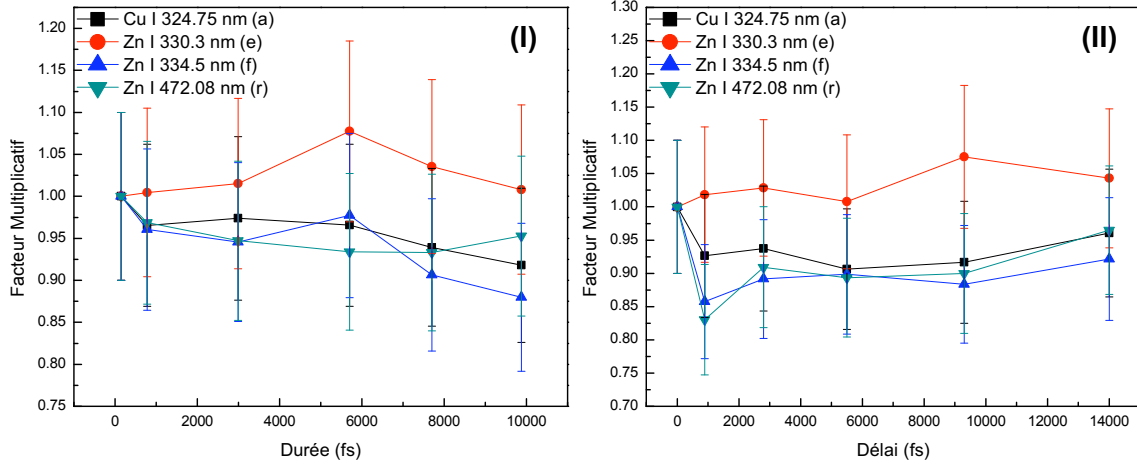 Cu I 324.75 nm (a)
Zn I 330.3 nm (e)
Zn I 334.5 nm (f)
Zn I 472.08 nm (r)
(I)
1.20
1.15
1.10
1.05
1.00
0.95
0.90
0.85
0.80
0.75
Facteur Multiplicatif
0 2000 4000 6000 8000 10000
Durée (fs)
Cu I 324.75 nm (a)
Zn I 330.3 nm (e)
Zn I 334.5 nm (f)
Zn I 472.08 nm (r)
(II)
1.30
1.25
1.20
1.15
1.10
1.05
1.00
0.95
0.90
0.85
0.80
0.75
0.70
Facteur Multiplicatif
0 2000 4000 6000 8000 10000 12000 14000
Délai (fs)